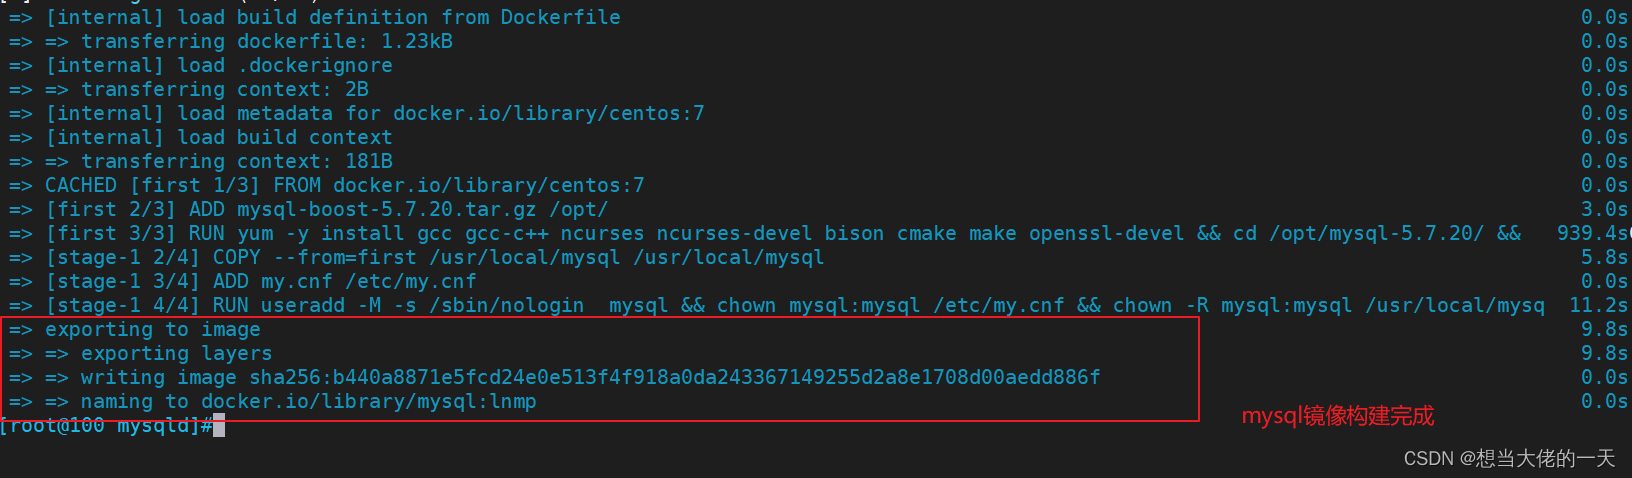 => [internal] load build definition from Dockerfile 0.0s
=> => transferring dockerfile: 1.23kB 0.0s
=> [internal] load .dockerignore 0.0s
=> => transferring context: 2B 0.0s
=> [internal] load metadata for docker.io/library/centos:7 0.0s
=> [internal] load build context 0.0s
=> => transferring context: 181B 0.0s
=> CACHED [first 1/3] FROM docker.io/library/centos:7 0.0s
=> [first 2/3] ADD mysql-boost-5.7.20.tar.gz /opt/ 3.0s
=> [first 3/3] RUN yum -y install gcc gcc-c++ ncurses ncurses-devel bison cmake make openssl-devel && cd /opt/mysql-5.7.20/ && 939.4s
=> [stage-1 2/4] COPY --from=first /usr/local/mysql /usr/local/mysql 5.8s
=> [stage-1 3/4] ADD my.cnf /etc/my.cnf 0.0s
=> [stage-1 4/4] RUN useradd -M -s /sbin/nologin  mysql && chown mysql:mysql /etc/my.cnf && chown -R mysql:mysql /usr/local/mysq 11.2s
=> exporting to image 9.8s
=> => exporting layers 9.8s
=> => writing image sha256:b440a8871e5fcd24e0e513f4f918a0da243367149255d2a8e1708d00aedd886f 0.0s
=> => naming to docker.io/library/mysql:lnmp 0.0s
[root@100 mysqld]#
mysql镜像构建完成
CSDN @想当大佬的一天